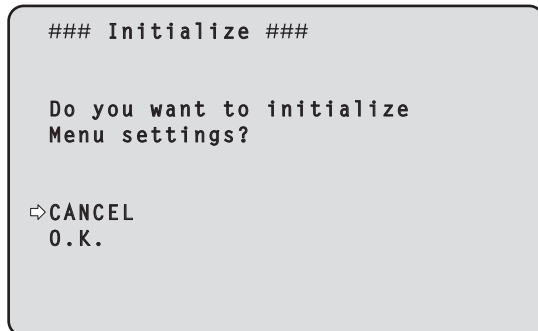 ### Initialize ###
Do you want to initialize
Menu settings?
⇨CANCEL
O.K.